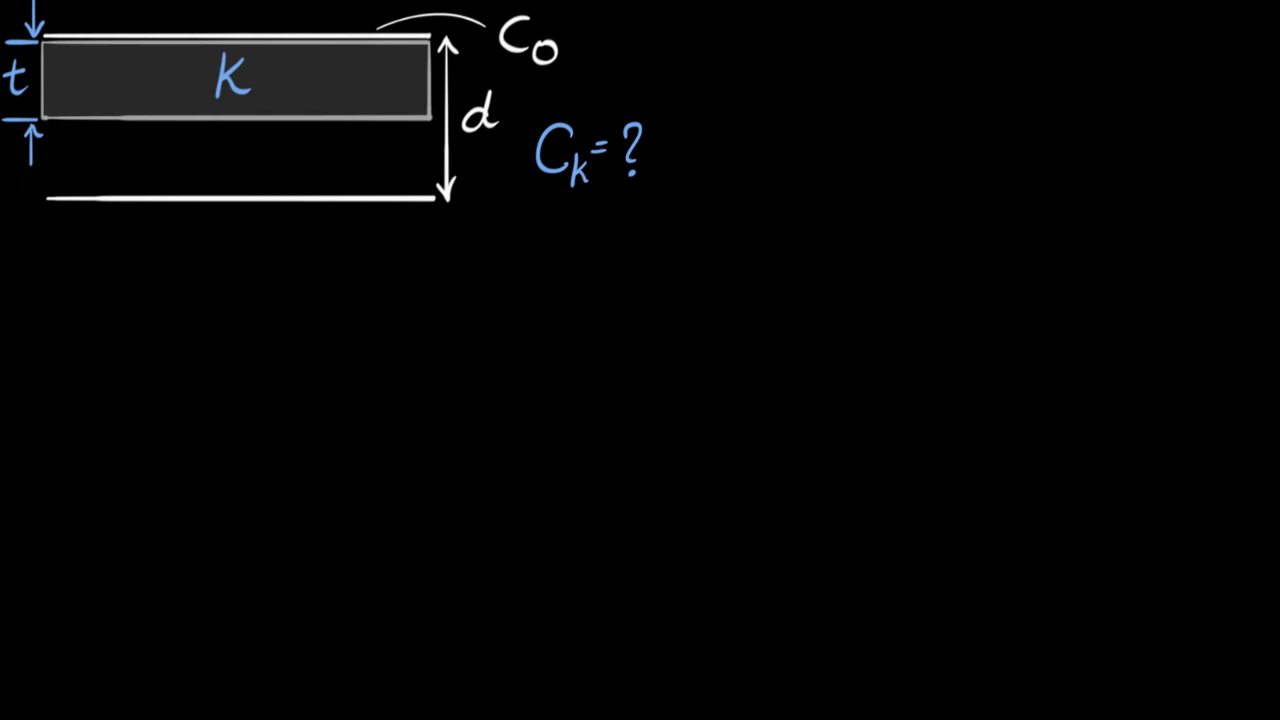 C₀
t
K
d
Cₖ = ?